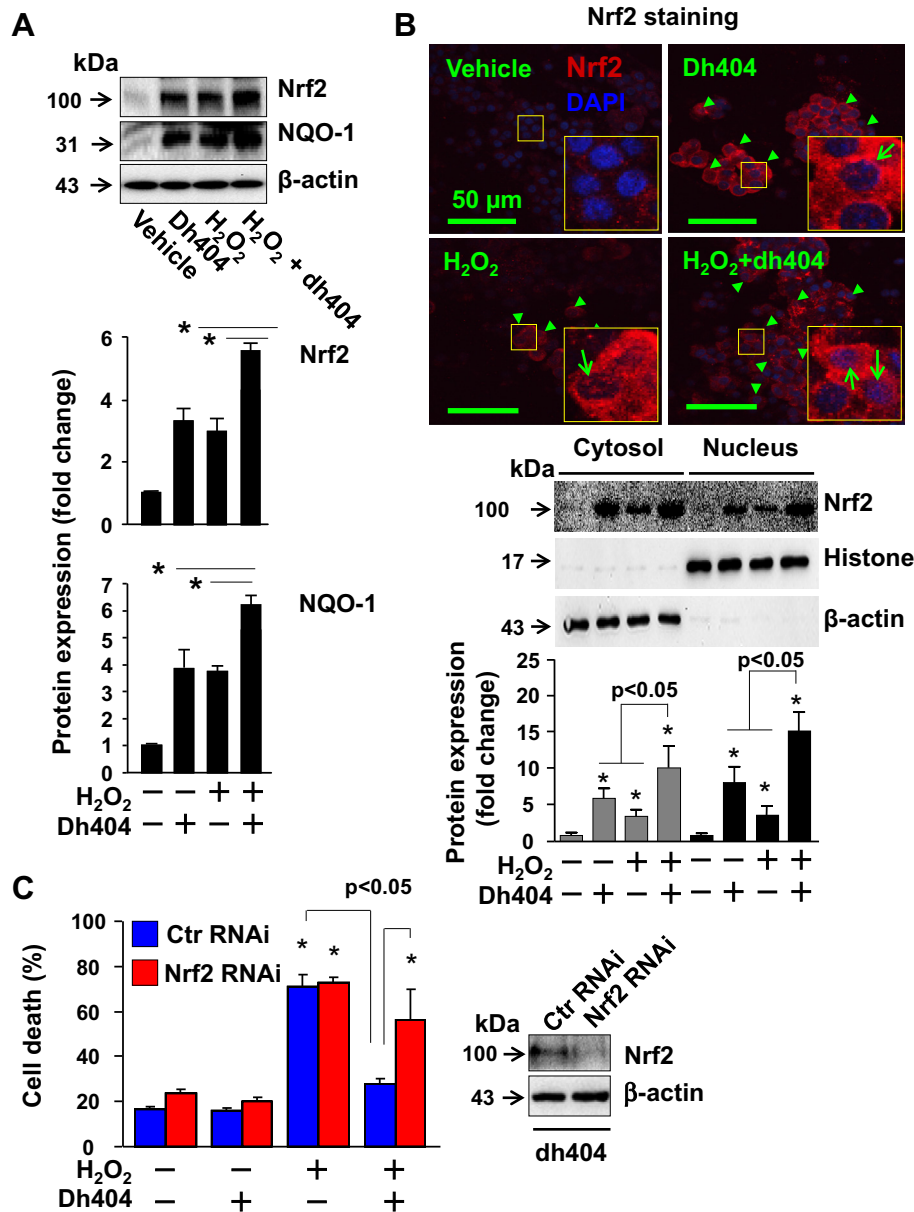 A
kDa
100 → Nrf2
31 → NQO-1
43 → β-actin
Vehicle
Dh404
H₂O₂
H₂O₂ + dh404
Protein expression (fold change)
6
4
2
0
* *
Nrf2
7
6
5
4
3
2
1
0
* *
NQO-1
H₂O₂ − − + +
Dh404 − + − +
B
Nrf2 staining
Vehicle
Nrf2
DAPI
50 μm
Dh404
H₂O₂
H₂O₂+dh404
Cytosol Nucleus
kDa
100 → Nrf2
17 → Histone
43 → β-actin
Protein expression
(fold change)
25
20
15
10
5
0
p<0.05
p<0.05
* * * * * *
H₂O₂ − − + + − − + +
Dh404 − + − + − + − +
C
Cell death (%)
100
80
60
40
20
0
Ctr RNAi
Nrf2 RNAi
p<0.05
* * *
H₂O₂ − − + +
Dh404 − + − +
Ctr RNAi
Nrf2 RNAi
kDa
100 → Nrf2
43 → β-actin
dh404